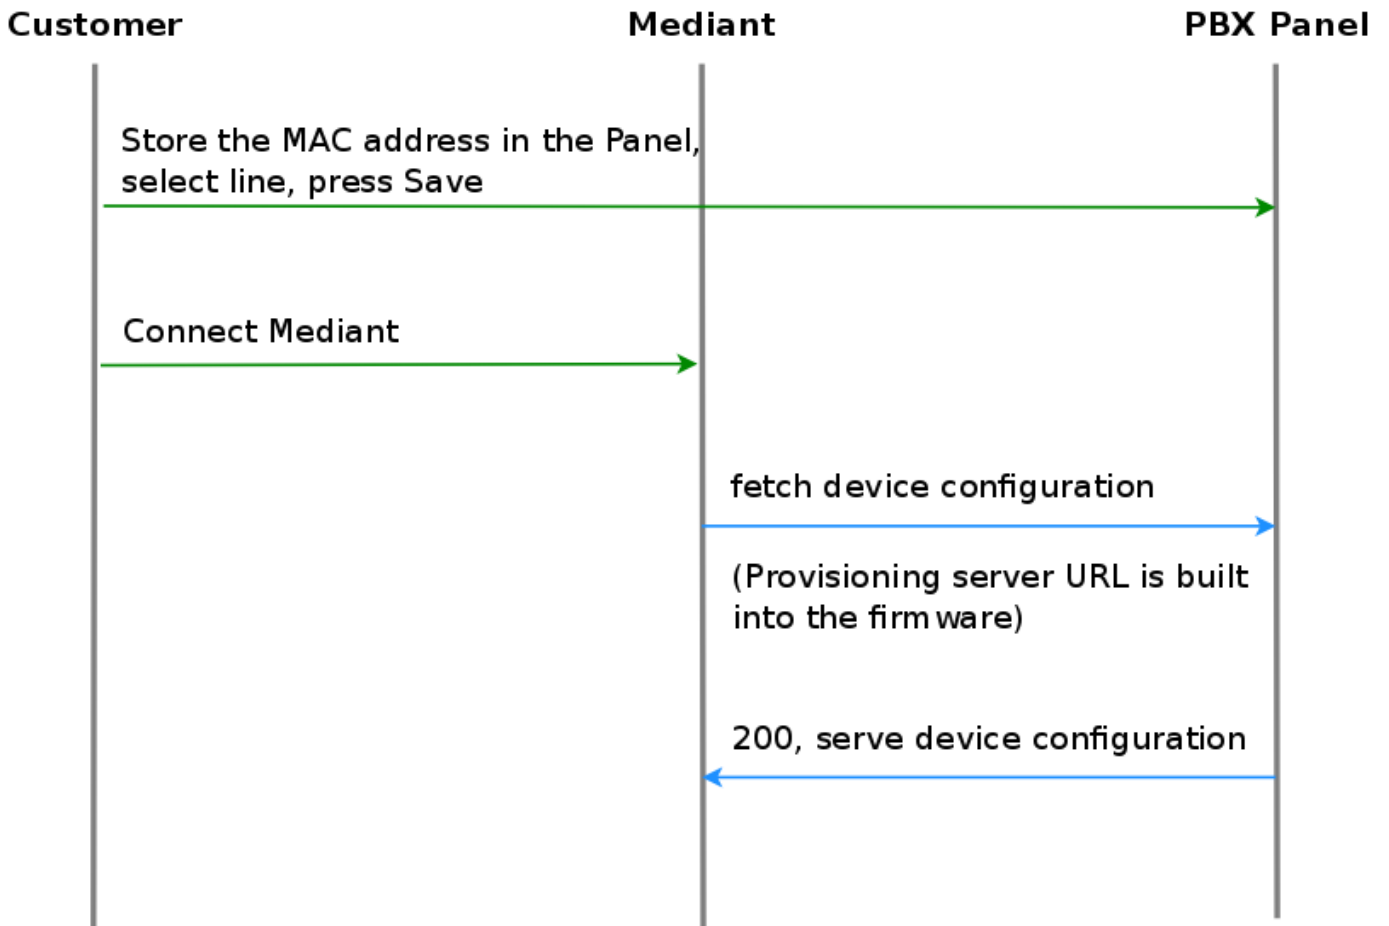 Customer
Mediant
PBX Panel
Store the MAC address in the Panel,
select line, press Save
Connect Mediant
fetch device configuration
(Provisioning server URL is built
into the firmware)
200, serve device configuration